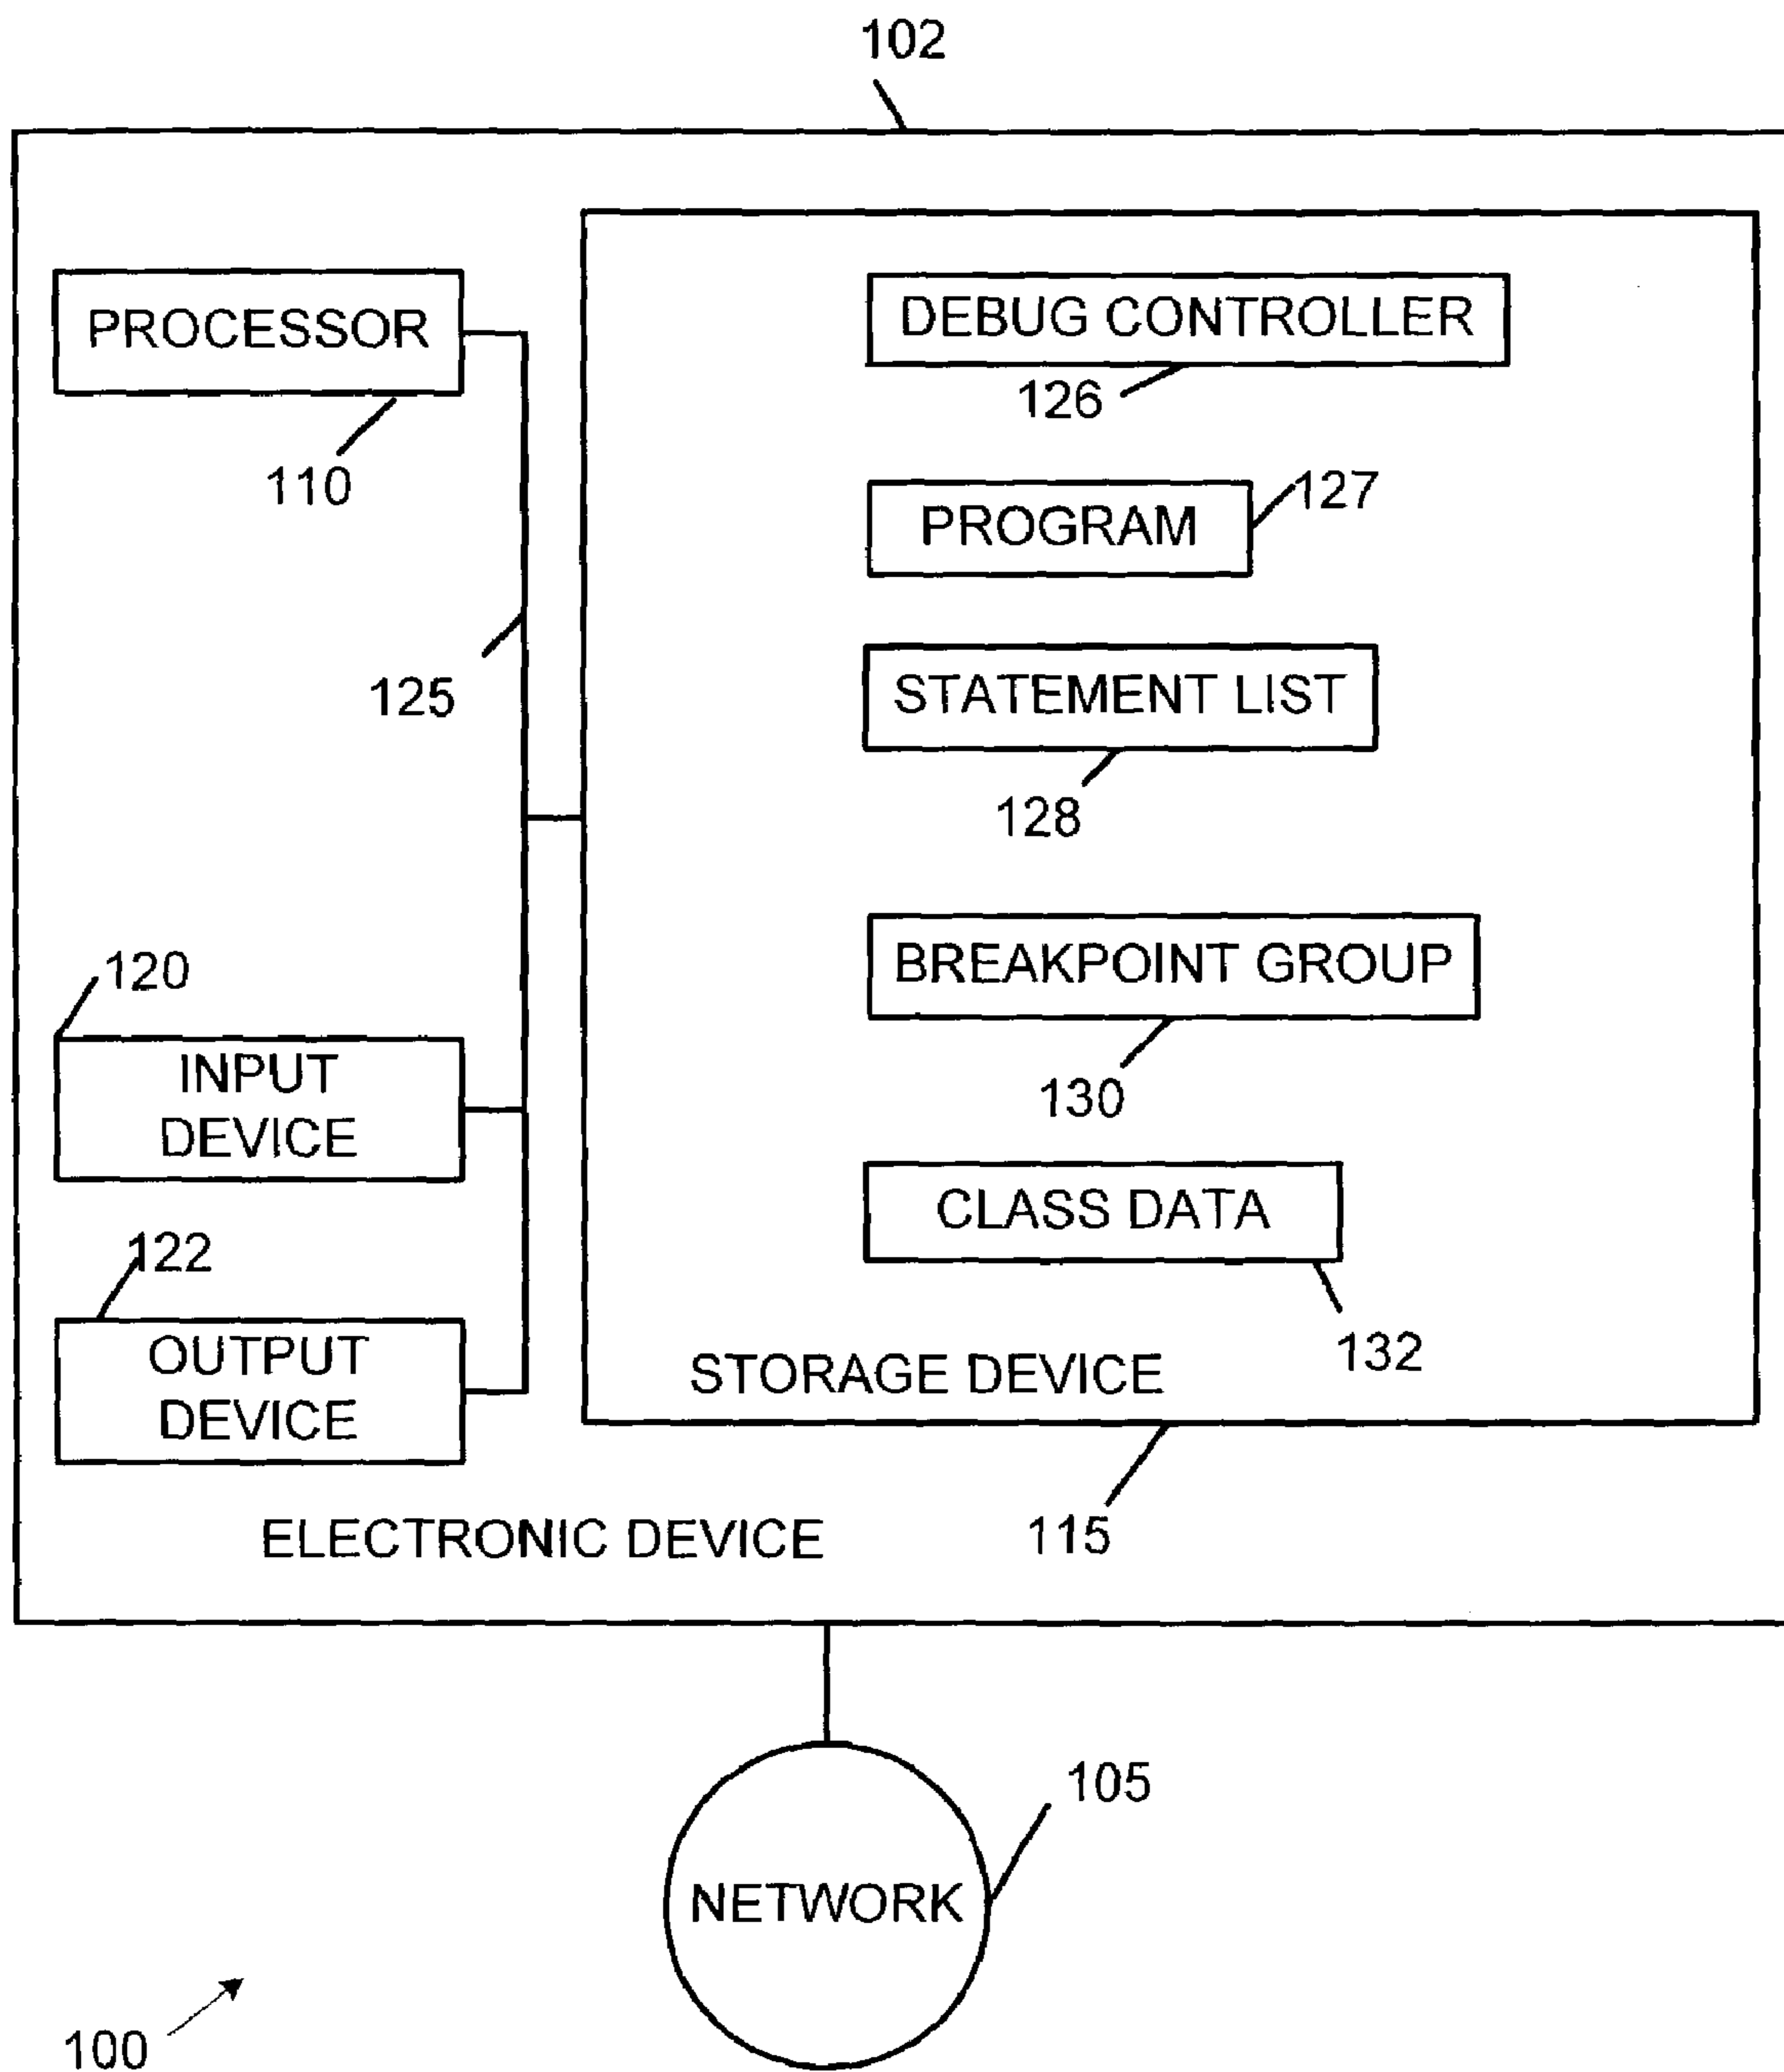 102
PROCESSOR
110
DEBUG CONTROLLER
126
PROGRAM
127
125
STATEMENT LIST
128
BREAKPOINT GROUP
130
120
INPUT
DEVICE
CLASS DATA
132
122
OUTPUT
DEVICE
STORAGE DEVICE
115
ELECTRONIC DEVICE
105
NETWORK
100